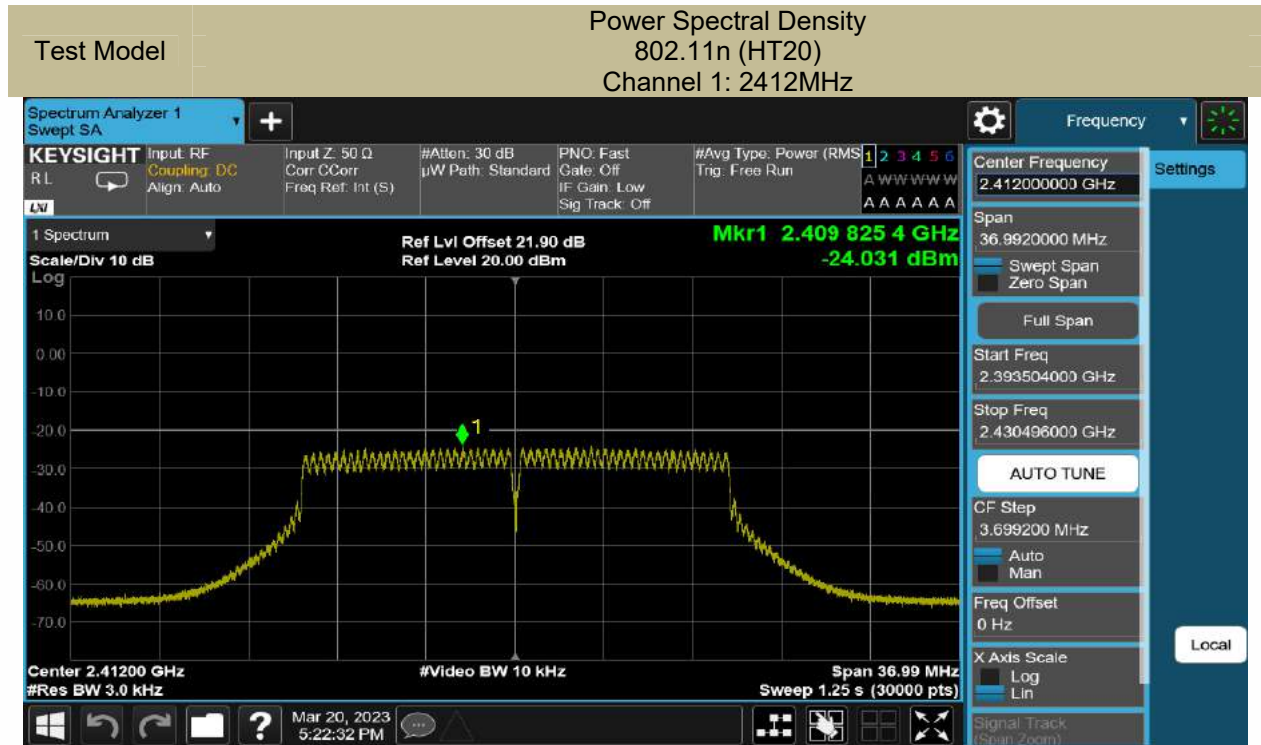 Test Model
Power Spectral Density
802.11n (HT20)
Channel 1: 2412MHz
Spectrum Analyzer 1
Swept SA
+
Frequency
KEYSIGHT
R L
LXI
Input: RF
Coupling: DC
Align: Auto
Input Z: 50 Ω
Corr CCorr
Freq Ref: Int (S)
#Atten: 30 dB
µW Path: Standard
PNO: Fast
Gate: Off
IF Gain: Low
Sig Track: Off
#Avg Type: Power (RMS
Trig: Free Run
1 2 3 4 5 6
A W W W W W
A A A A A A
Center Frequency
2.412000000 GHz
Settings
Span
36.9920000 MHz
Swept Span
Zero Span
Full Span
Start Freq
2.393504000 GHz
Stop Freq
2.430496000 GHz
AUTO TUNE
CF Step
3.699200 MHz
Auto
Man
Freq Offset
0 Hz
X Axis Scale
Log
Lin
Signal Track
(Span Zoom)
Local
1 Spectrum
Scale/Div 10 dB
Log
Ref Lvl Offset 21.90 dB
Ref Level 20.00 dBm
Mkr1 2.409 825 4 GHz
-24.031 dBm
10.0
0.00
-10.0
-20.0
-30.0
-40.0
-50.0
-60.0
-70.0
1
Center 2.41200 GHz
#Res BW 3.0 kHz
#Video BW 10 kHz
Span 36.99 MHz
Sweep 1.25 s (30000 pts)
?
Mar 20, 2023
5:22:32 PM